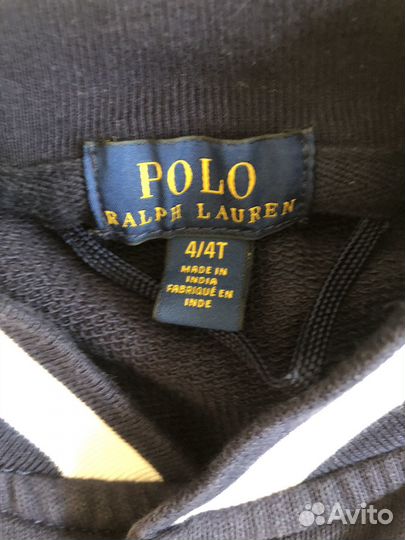 POLO
RALPH LAUREN
4/4T
MADE IN
INDIA
FABRIQUÉ EN
INDE
Avito